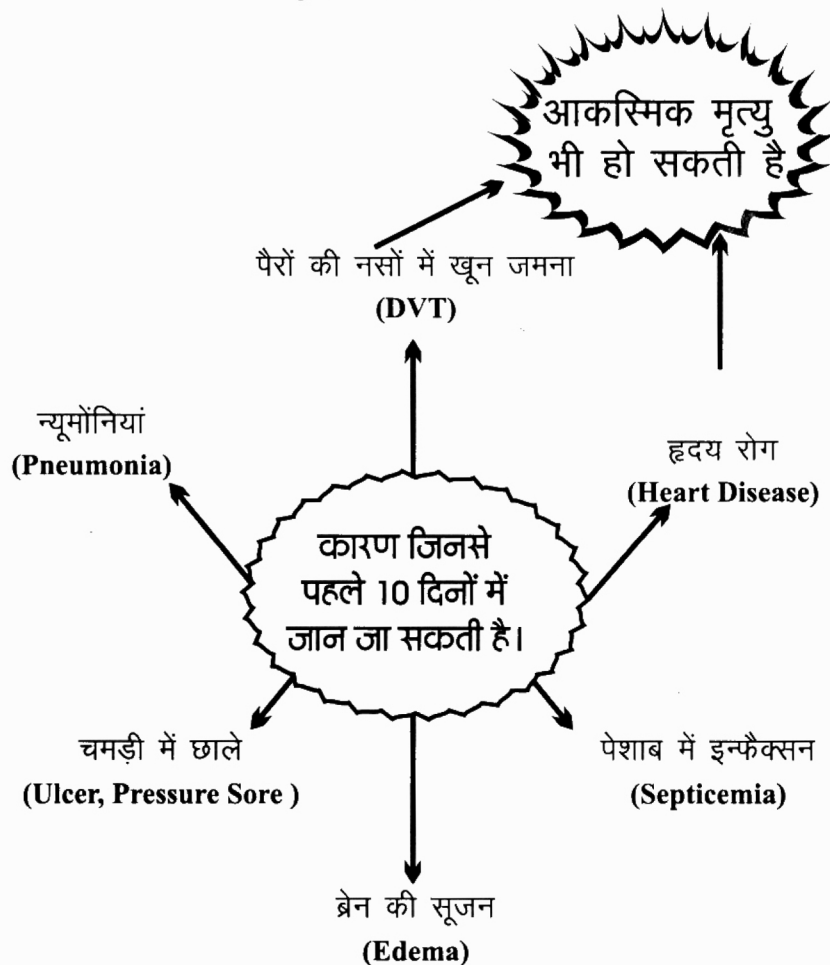 आकस्मिक मृत्यु
भी हो सकती है
पैरों की नसों में खून जमना
(DVT)
न्यूमोंनियां
(Pneumonia)
हृदय रोग
(Heart Disease)
कारण जिनसे
पहले 10 दिनों में
जान जा सकती है।
चमड़ी में छाले
(Ulcer, Pressure Sore )
पेशाब में इन्फैक्सन
(Septicemia)
ब्रेन की सूजन
(Edema)